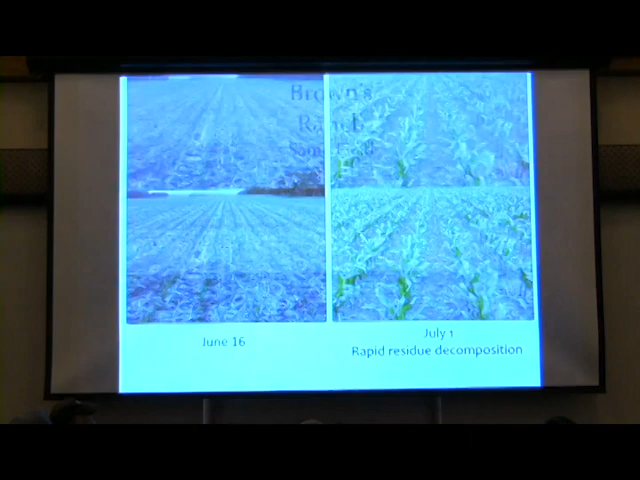 Brown's
Ranch
June 16
July 1
Rapid residue decomposition